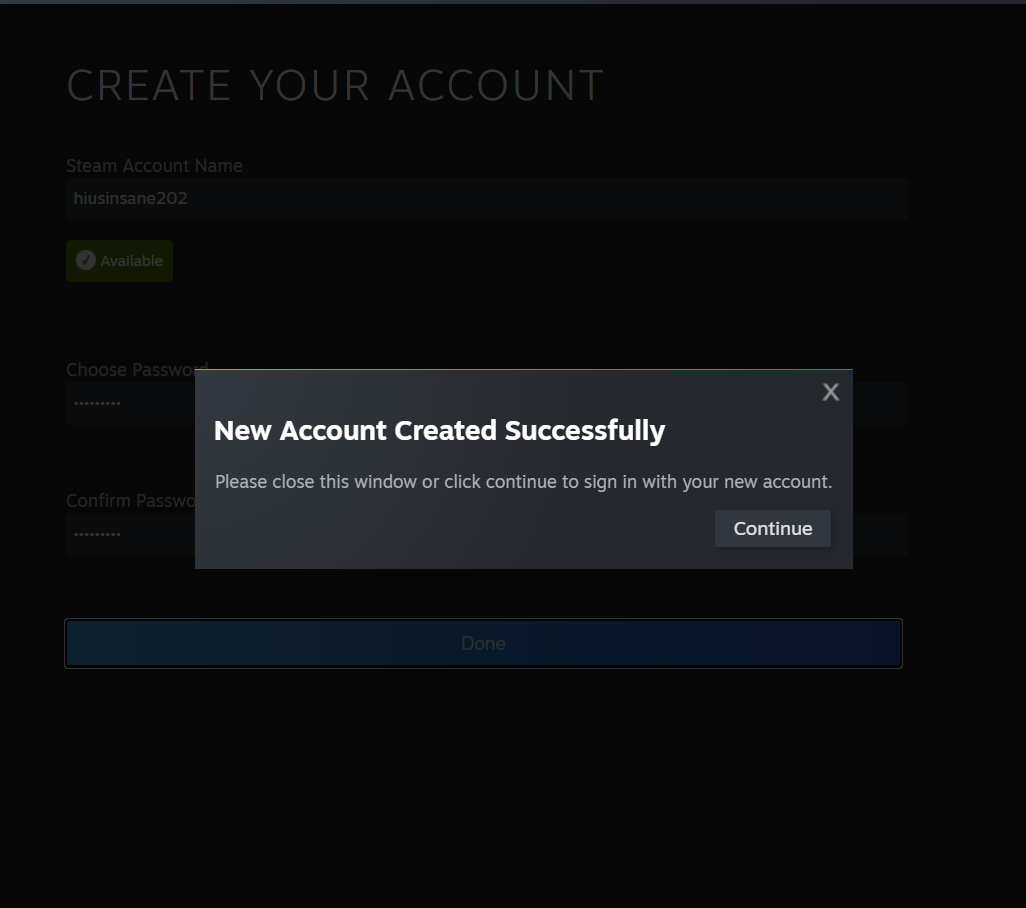 CREATE YOUR ACCOUNT
Steam Account Name
hiusinsane202
Available
Choose Password
X
New Account Created Successfully
Please close this window or click continue to sign in with your new account.
Confirm Passwo
Continue
Done